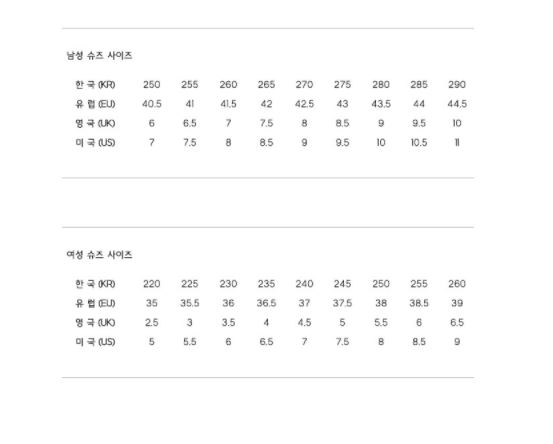 남성 슈즈 사이즈
한 국 (KR) 250 255 260 265 270 275 280 285 290
유 럽 (EU) 40.5 41 41.5 42 42.5 43 43.5 44 44.5
영 국 (UK) 6 6.5 7 7.5 8 8.5 9 9.5 10
미 국 (US) 7 7.5 8 8.5 9 9.5 10 10.5 11
여성 슈즈 사이즈
한 국 (KR) 220 225 230 235 240 245 250 255 260
유 럽 (EU) 35 35.5 36 36.5 37 37.5 38 38.5 39
영 국 (UK) 2.5 3 3.5 4 4.5 5 5.5 6 6.5
미 국 (US) 5 5.5 6 6.5 7 7.5 8 8.5 9